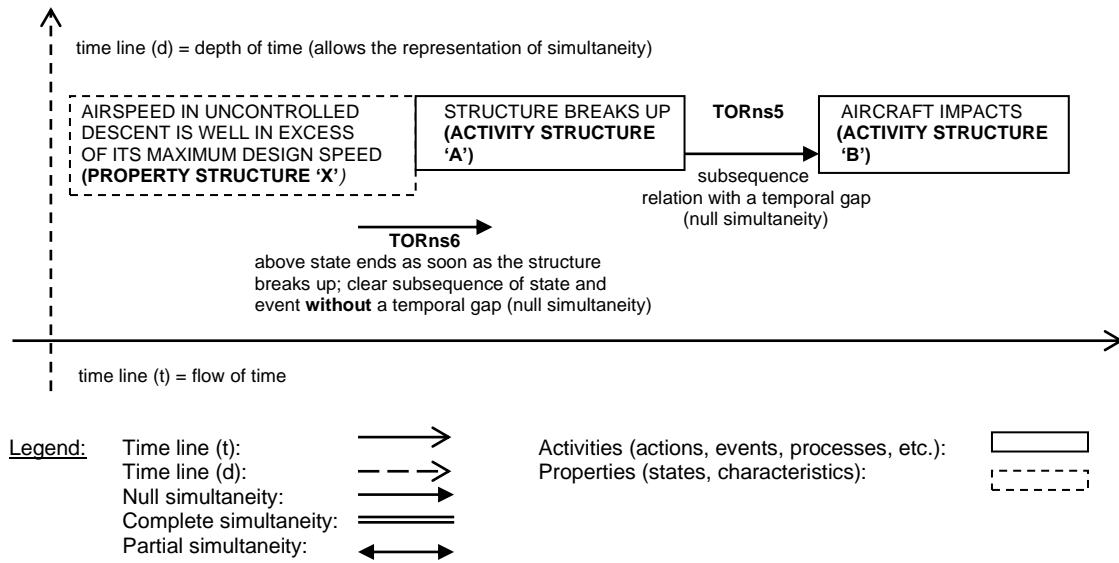 time line (d) = depth of time (allows the representation of simultaneity)
AIRSPEED IN UNCONTROLLED
DESCENT IS WELL IN EXCESS
OF ITS MAXIMUM DESIGN SPEED
(PROPERTY STRUCTURE ‘X’)
STRUCTURE BREAKS UP
(ACTIVITY STRUCTURE
‘A’)
TORns5
subsequence
relation with a temporal gap
(null simultaneity)
AIRCRAFT IMPACTS
(ACTIVITY STRUCTURE
‘B’)
TORns6
above state ends as soon as the structure
breaks up; clear subsequence of state and
event without a temporal gap (null simultaneity)
time line (t) = flow of time
Legend:
Time line (t):
Time line (d):
Null simultaneity:
Complete simultaneity:
Partial simultaneity:
Activities (actions, events, processes, etc.):
Properties (states, characteristics):